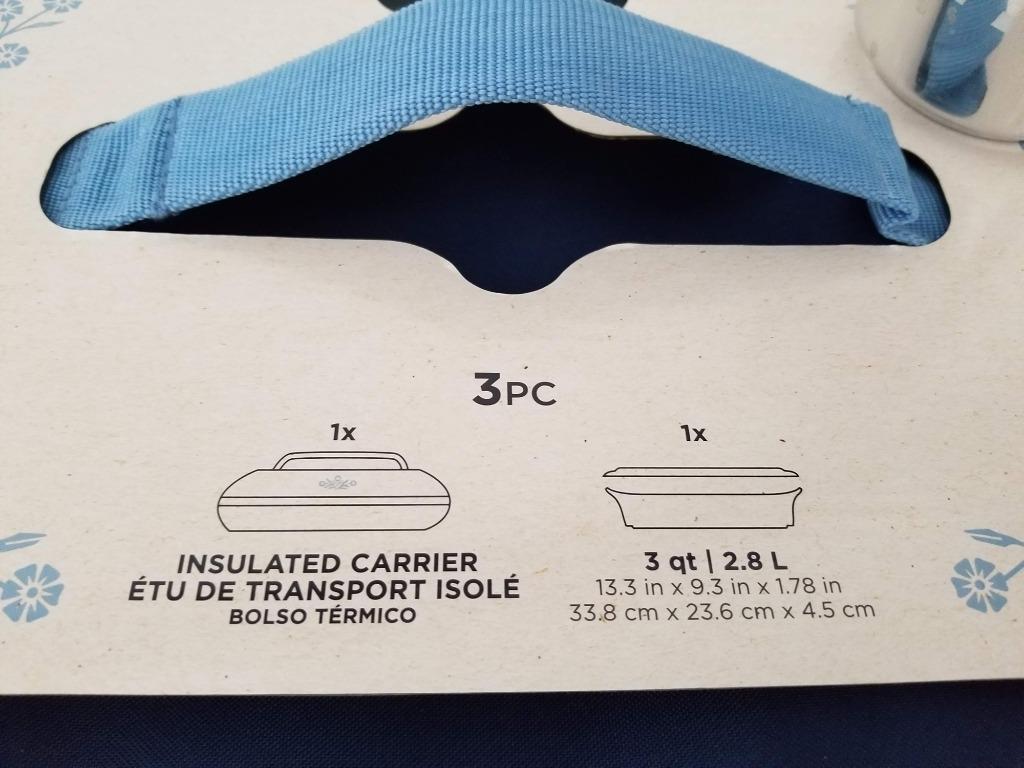 3PC
1x
INSULATED CARRIER
ÉTU DE TRANSPORT ISOLÉ
BOLSO TÉRMICO
1x
3 qt | 2.8 L
13.3 in x 9.3 in x 1.78 in
33.8 cm x 23.6 cm x 4.5 cm